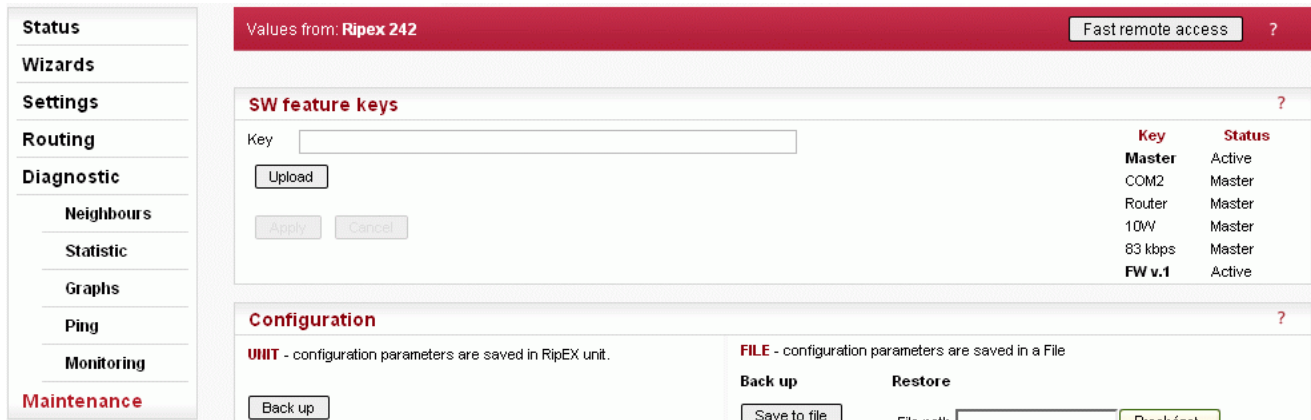 Status
Wizards
Settings
Routing
Diagnostic
Neighbours
Statistic
Graphs
Ping
Monitoring
Maintenance
Values from: Ripex 242
Fast remote access
?
SW feature keys
?
Key
Upload
Apply
Cancel
Key Status
Master Active
COM2 Master
Router Master
10W Master
83 kbps Master
FW v.1 Active
Configuration
?
UNIT - configuration parameters are saved in RipEX unit.
Back up
FILE - configuration parameters are saved in a File
Back up
Restore
Save to file
File path